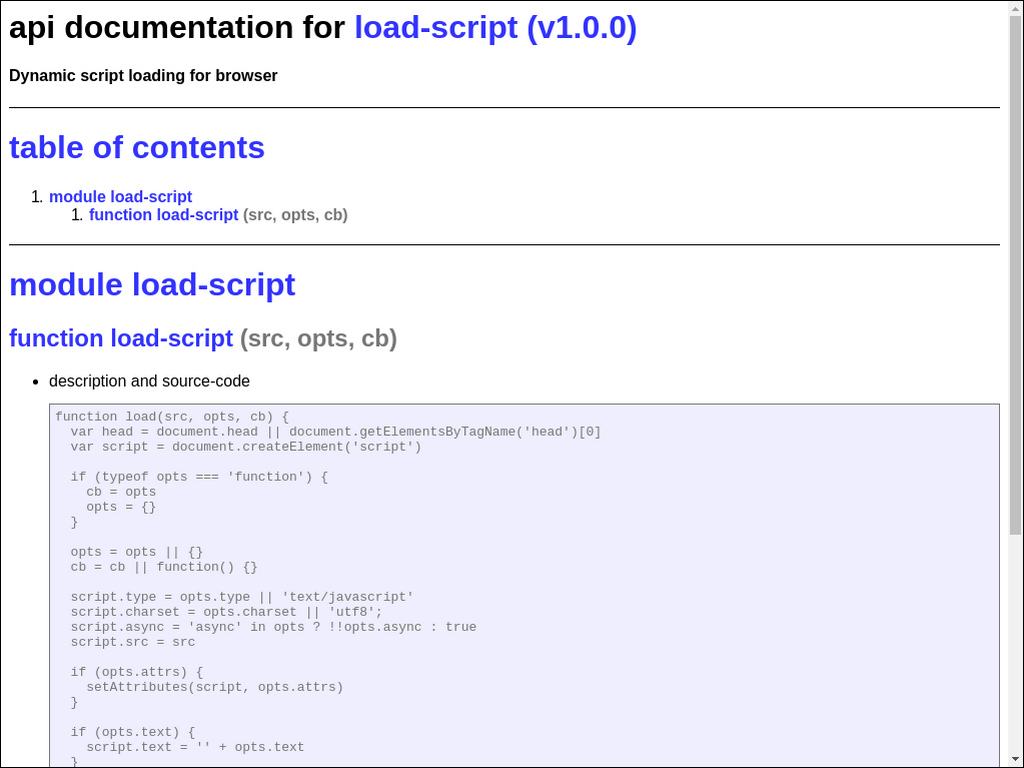 api documentation for load-script (v1.0.0)
Dynamic script loading for browser
table of contents
1. module load-script
1. function load-script (src, opts, cb)
module load-script
function load-script (src, opts, cb)
• description and source-code
function load(src, opts, cb) {
  var head = document.head || document.getElementsByTagName('head')[0]
  var script = document.createElement('script')

  if (typeof opts === 'function') {
    cb = opts
    opts = {}
  }

  opts = opts || {}
  cb = cb || function() {}

  script.type = opts.type || 'text/javascript'
  script.charset = opts.charset || 'utf8';
  script.async = 'async' in opts ? !!opts.async : true
  script.src = src

  if (opts.attrs) {
    setAttributes(script, opts.attrs)
  }

  if (opts.text) {
    script.text = '' + opts.text
  }